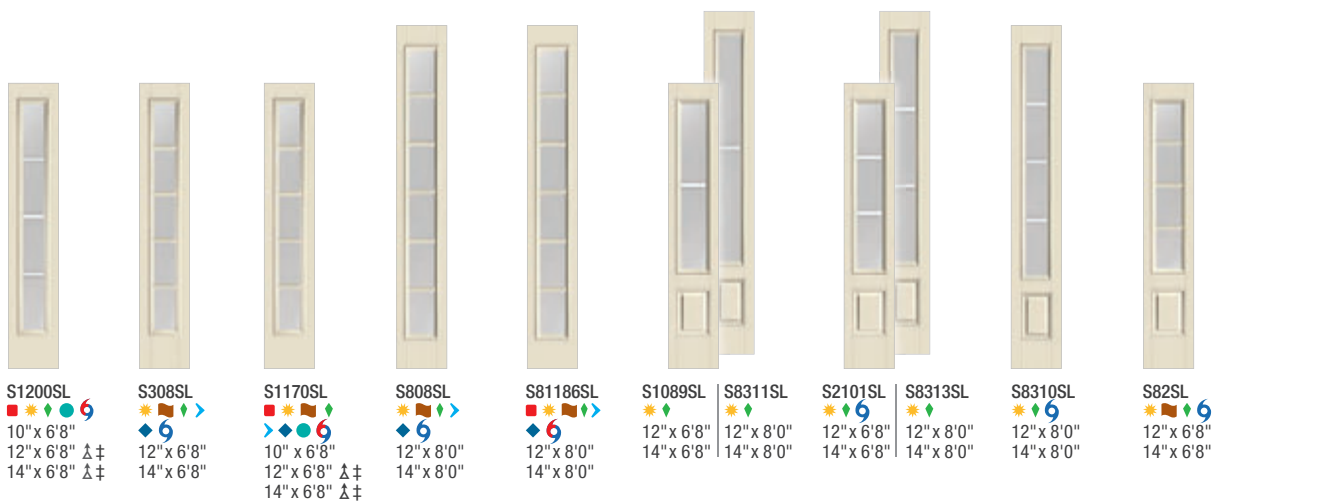 S1200SL
10" x 6'8"
12" x 6'8" ‡
14" x 6'8" ‡
S308SL
12" x 6'8"
14" x 6'8"
S1170SL
10" x 6'8"
12" x 6'8" ‡
14" x 6'8" ‡
S808SL
12" x 8'0"
14" x 8'0"
S81186SL
12" x 8'0"
14" x 8'0"
S1089SL
12" x 6'8"
14" x 6'8"
S8311SL
12" x 8'0"
14" x 8'0"
S2101SL
12" x 6'8"
14" x 6'8"
S8313SL
12" x 8'0"
14" x 8'0"
S8310SL
12" x 8'0"
14" x 8'0"
S82SL
12" x 6'8"
14" x 6'8"